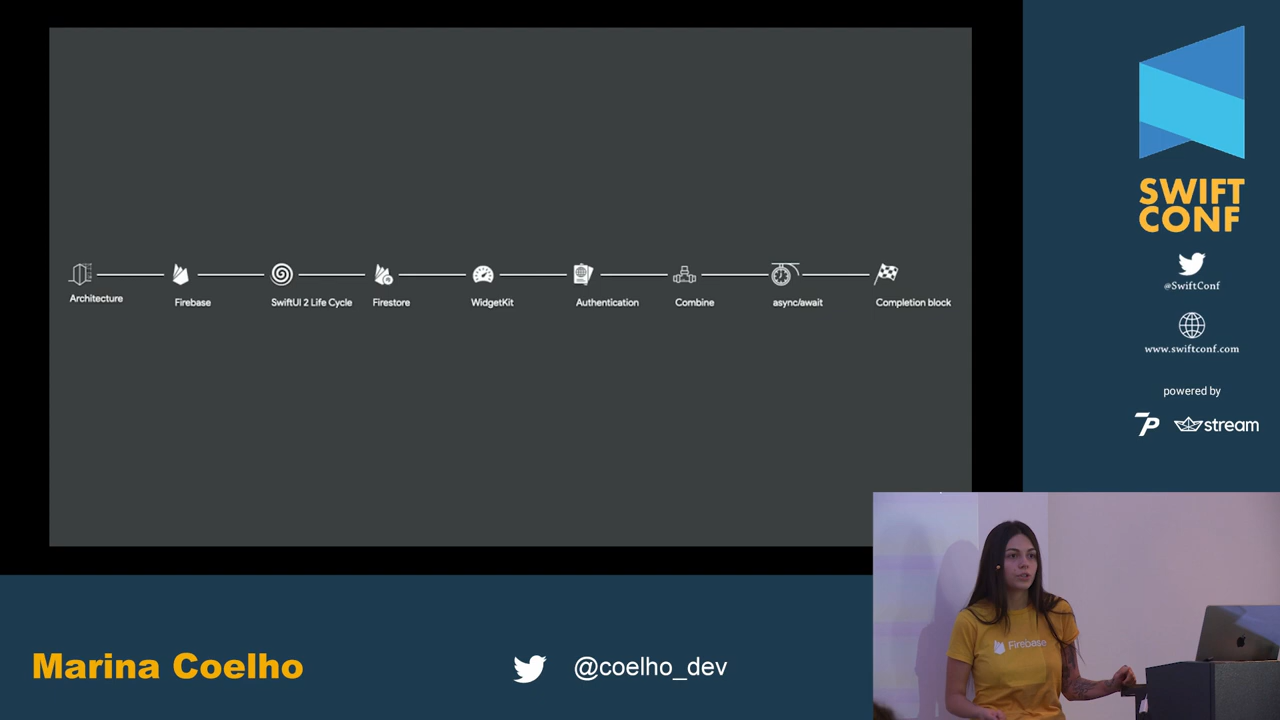 Architecture
Firebase
SwiftUI 2 Life Cycle
Firestore
WidgetKit
Authentication
Combine
async/await
Completion block
SWIFT
CONF
@SwiftConf
www.swiftconf.com
powered by
7P
stream
Firebase
Marina Coelho
@coelho_dev